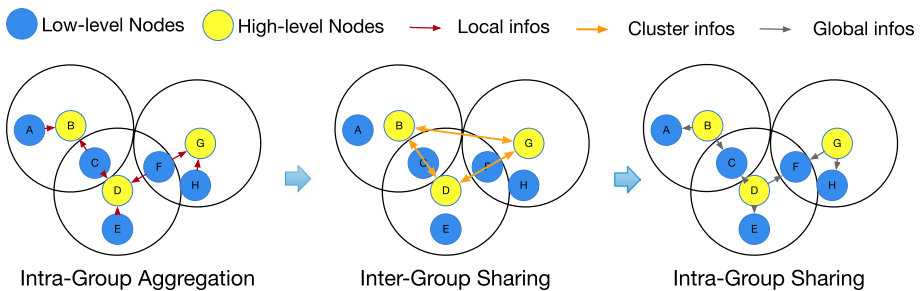 Low-level Nodes High-level Nodes Local infos Cluster infos Global infos
A B C D E F G H
A B C D E F G H
A B C D E F G H
Intra-Group Aggregation Inter-Group Sharing Intra-Group Sharing